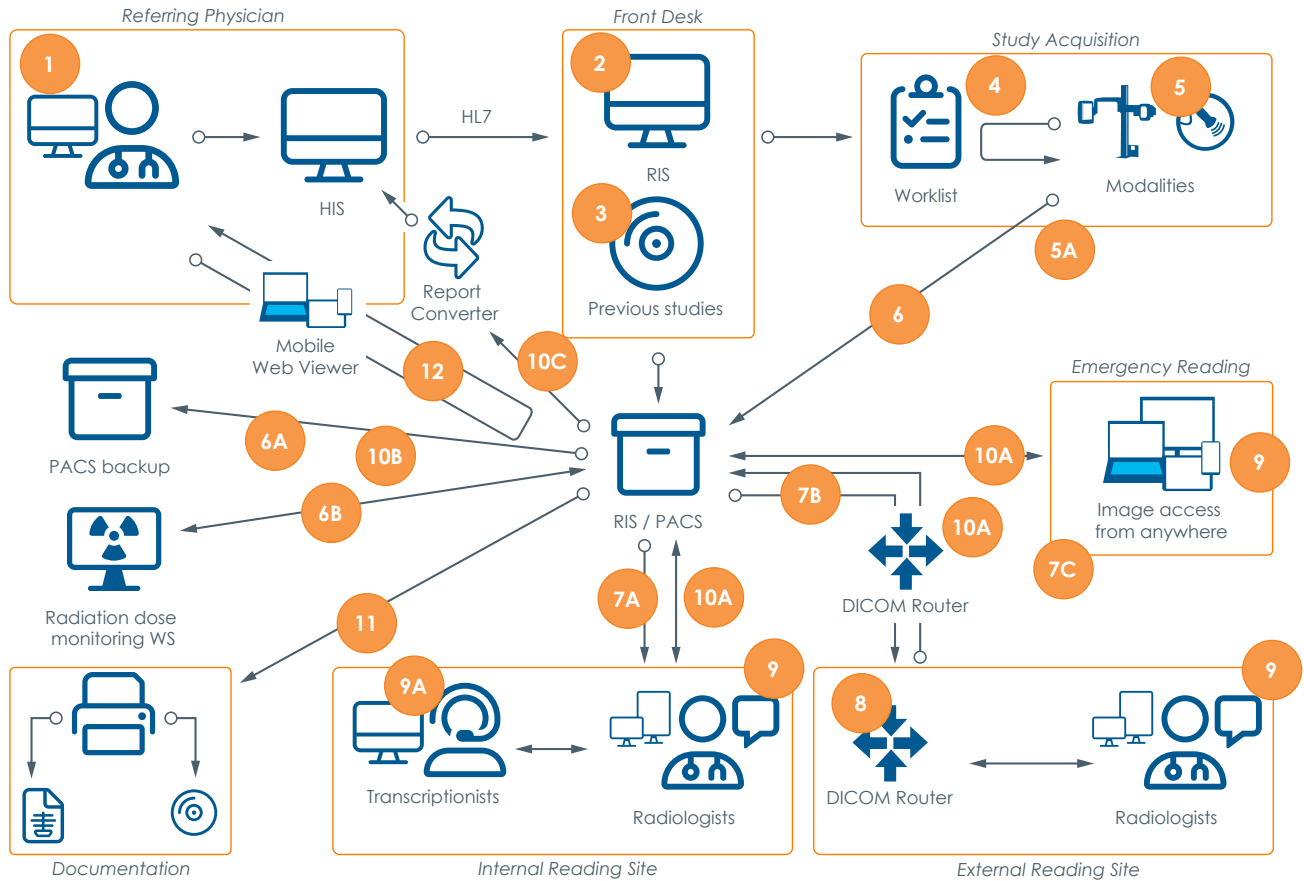 Referring Physician
Front Desk
Study Acquisition
1
2
4
5
HL7
HIS
RIS
Worklist
Modalities
3
5A
Report
Converter
Previous studies
6
Mobile
Web Viewer
12
10C
Emergency Reading
PACS backup
6A
10B
10A
9
6B
7B
Image access
from anywhere
RIS / PACS
10A
7C
Radiation dose
monitoring WS
11
7A
10A
DICOM Router
9A
9
8
9
Transcriptionists
Radiologists
DICOM Router
Radiologists
Documentation
Internal Reading Site
External Reading Site